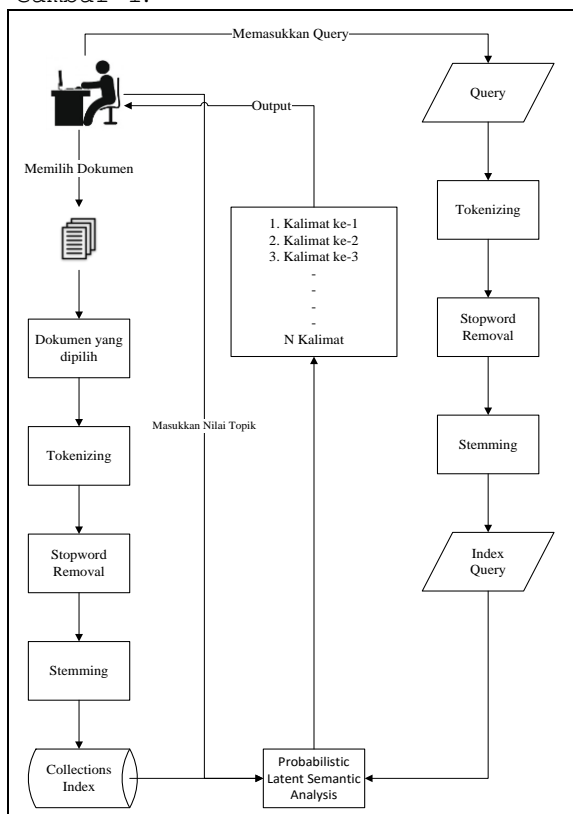 Gambar 1.
Memasukkan Query
Query
Output
Memilih Dokumen
1. Kalimat ke-1
2. Kalimat ke-2
3. Kalimat ke-3
-
-
-
-
N Kalimat
Tokenizing
Stopword
Removal
Dokumen yang
dipilih
Masukkan Nilai Topik
Stemming
Tokenizing
Index
Query
Stopword
Removal
Stemming
Collections
Index
Probabilistic
Latent Semantic
Analysis